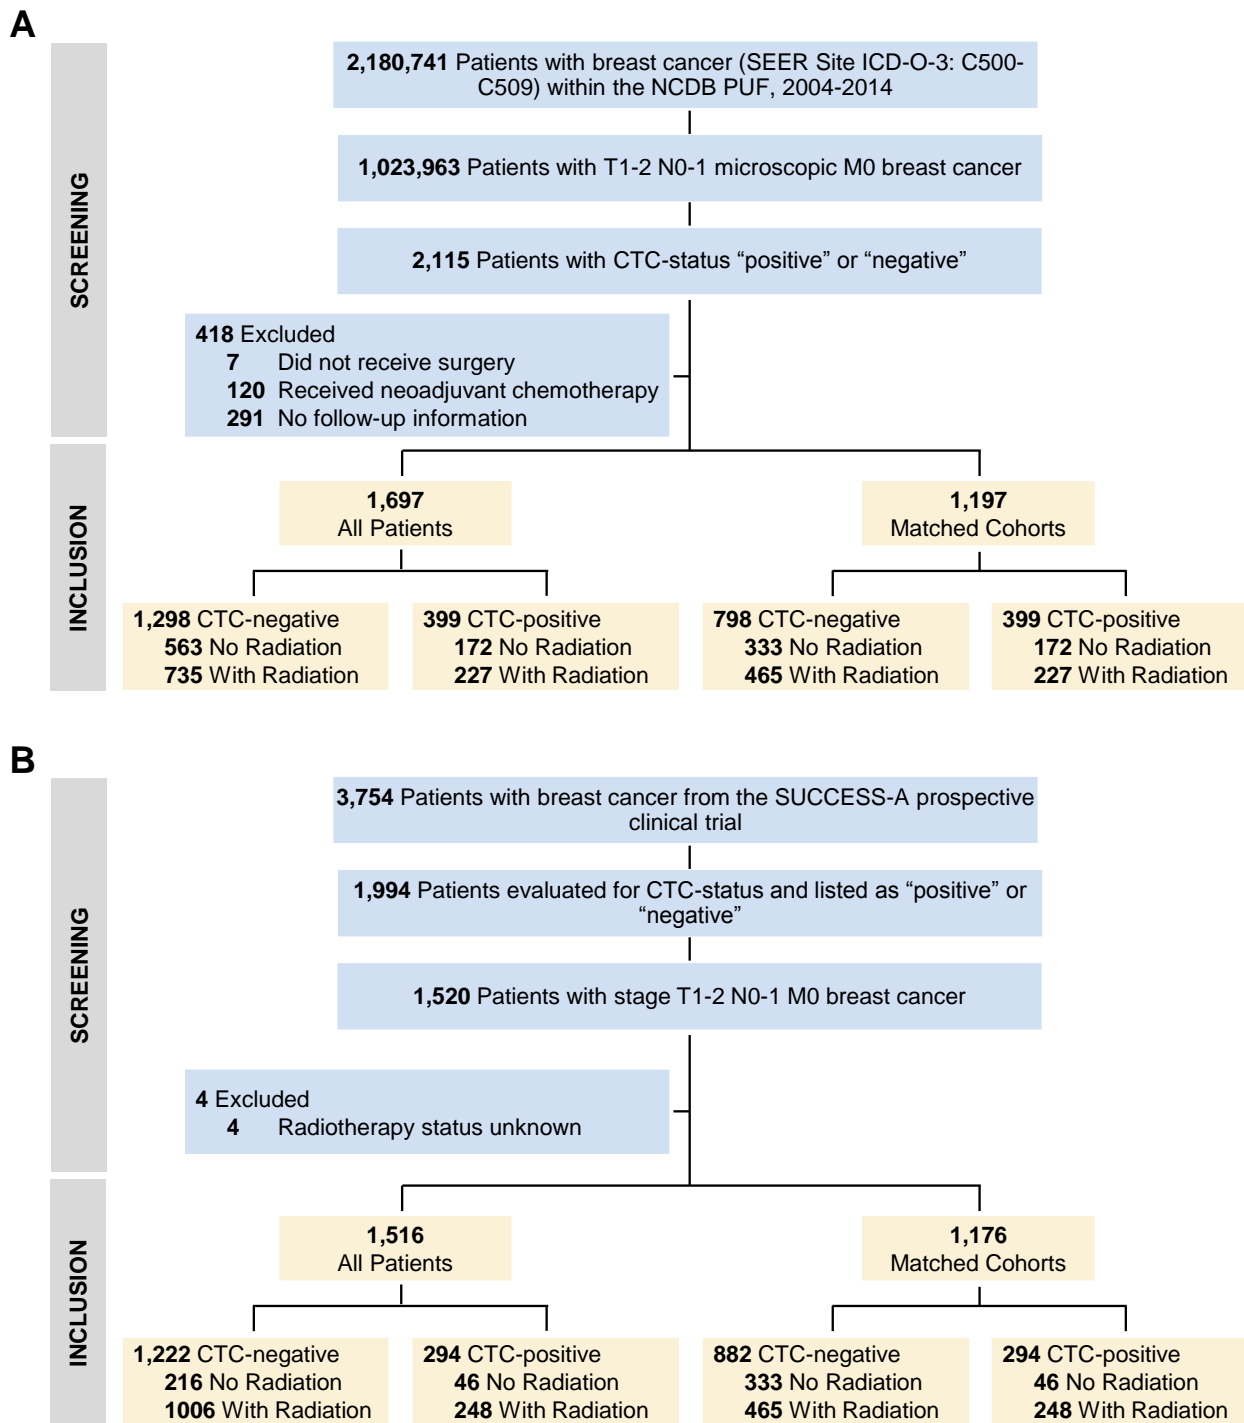 A
SCREENING
2,180,741 Patients with breast cancer (SEER Site ICD-O-3: C500-
C509) within the NCDB PUF, 2004-2014
1,023,963 Patients with T1-2 N0-1 microscopic M0 breast cancer
2,115 Patients with CTC-status “positive” or “negative”
418 Excluded
7 Did not receive surgery
120 Received neoadjuvant chemotherapy
291 No follow-up information
INCLUSION
1,697
All Patients
1,197
Matched Cohorts
1,298 CTC-negative
563 No Radiation
735 With Radiation
399 CTC-positive
172 No Radiation
227 With Radiation
798 CTC-negative
333 No Radiation
465 With Radiation
399 CTC-positive
172 No Radiation
227 With Radiation
B
SCREENING
3,754 Patients with breast cancer from the SUCCESS-A prospective
clinical trial
1,994 Patients evaluated for CTC-status and listed as “positive” or
“negative”
1,520 Patients with stage T1-2 N0-1 M0 breast cancer
4 Excluded
4 Radiotherapy status unknown
INCLUSION
1,516
All Patients
1,176
Matched Cohorts
1,222 CTC-negative
216 No Radiation
1006 With Radiation
294 CTC-positive
46 No Radiation
248 With Radiation
882 CTC-negative
333 No Radiation
465 With Radiation
294 CTC-positive
46 No Radiation
248 With Radiation